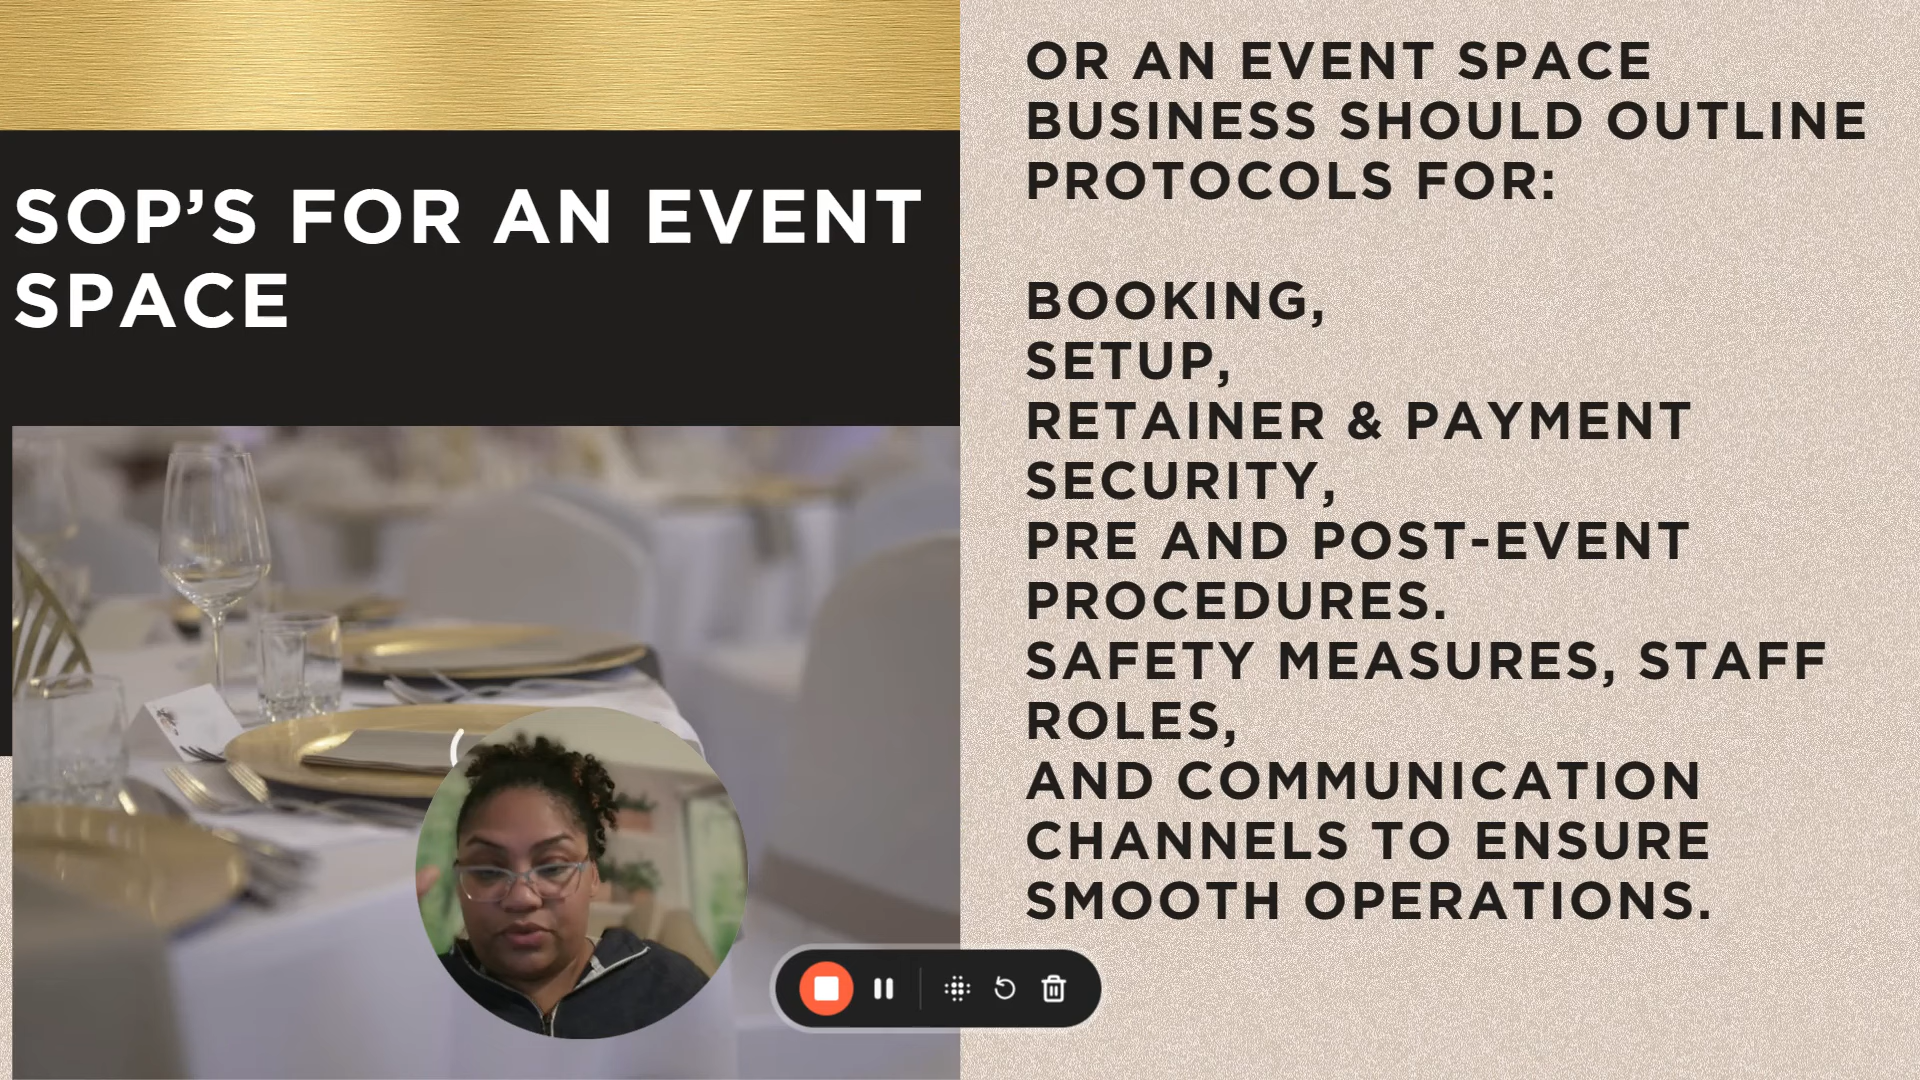 SOP’S FOR AN EVENT
SPACE
OR AN EVENT SPACE
BUSINESS SHOULD OUTLINE
PROTOCOLS FOR:
BOOKING,
SETUP,
RETAINER & PAYMENT
SECURITY,
PRE AND POST-EVENT
PROCEDURES.
SAFETY MEASURES, STAFF
ROLES,
AND COMMUNICATION
CHANNELS TO ENSURE
SMOOTH OPERATIONS.